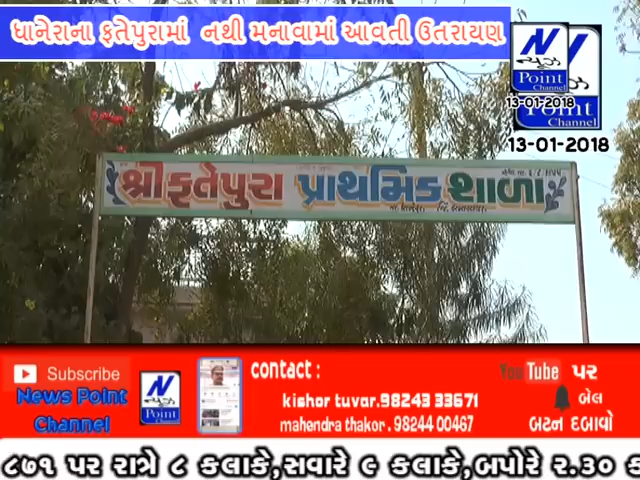 ધાનેરાના ફતેપુરામાં નથી મનાવામાં આવતી ઉતરાયણ
N
ન્યુઝ
Point
Channel
13-01-2018
Point
Channel
13-01-2018
શ્રી ફતેપુરા પ્રાથમિક શાળા
Subscribe
News Point
Channel
N
Point
contact :
kishor tuvar.98243 33671
mahendra thakor . 98244 00467
YouTube પર
બેલ
બટન દબાવો
૮૭૧ પર રાત્રે ૮ કલાકે,સવારે ૯ કલાકે,બપોરે ૨.૩૦ ક